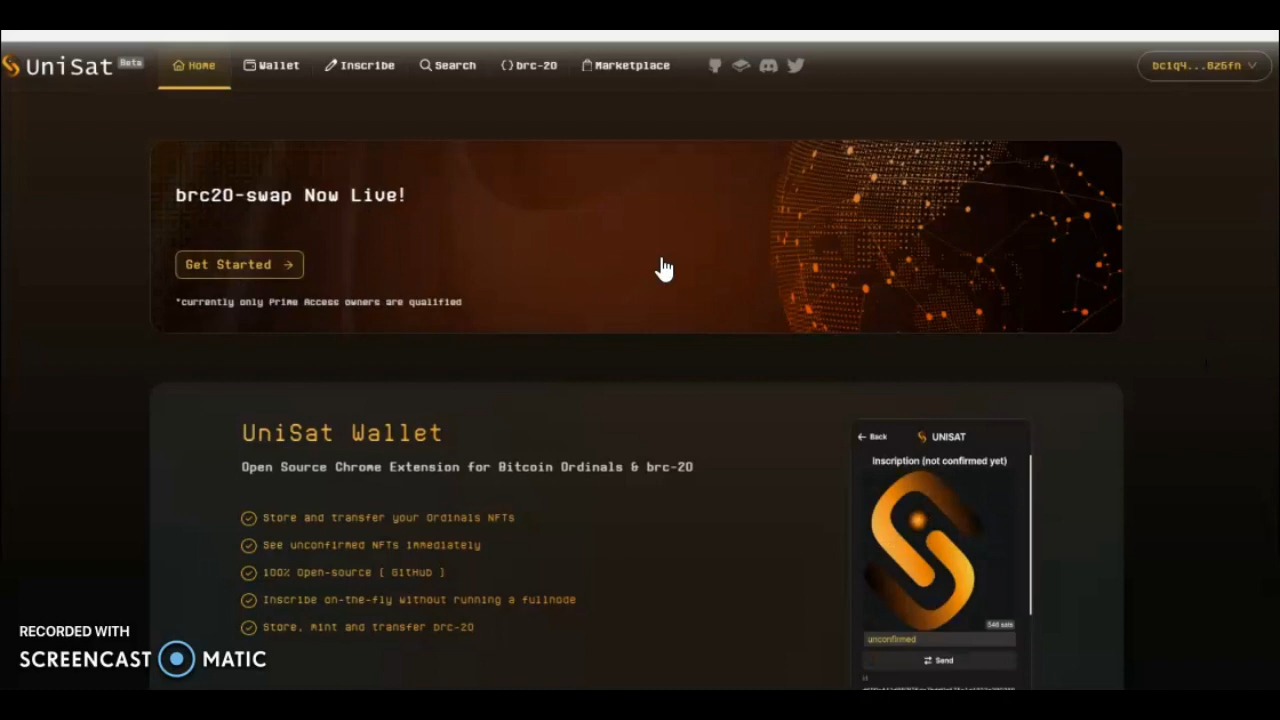 UniSat Beta
Home
Wallet
Inscribe
Search
brc-20
Marketplace
bc1q4...825fn
brc20-swap Now Live!
Get Started →
*currently only Prime Access owners are qualified
UniSat Wallet
Open Source Chrome Extension for Bitcoin Ordinals & brc-20
Store and transfer your Ordinals NFTs
See unconfirmed NFTs immediately
100% Open-source [ GitHub ]
Inscribe on-the-fly without running a fullnode
Store, mint and transfer brc-20
← Back
UNISAT
Inscription (not confirmed yet)
546 sats
unconfirmed
Send
id
RECORDED WITH
SCREENCAST MATIC